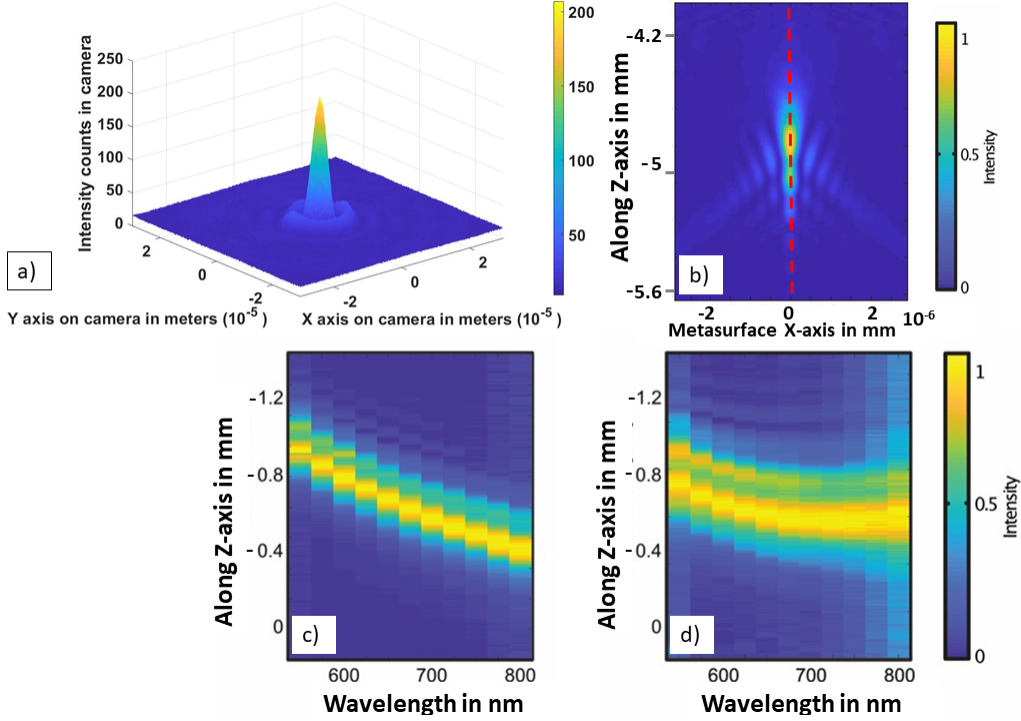 250
200
150
100
50
0
Intensity counts in camera
2
0
-2
-2
0
2
Y axis on camera in meters (10-5 )
X axis on camera in meters (10-5 )
a)
200
150
100
50
-4.2
-5
-5.6
Along Z-axis in mm
b)
-2
0
2
10-6
Metasurface X-axis in mm
1
0.5
0
Intensity
-1.2
-0.8
-0.4
0
Along Z-axis in mm
c)
600
700
800
Wavelength in nm
-1.2
-0.8
-0.4
0
Along Z-axis in mm
d)
600
700
800
Wavelength in nm
1
0.5
0
Intensity